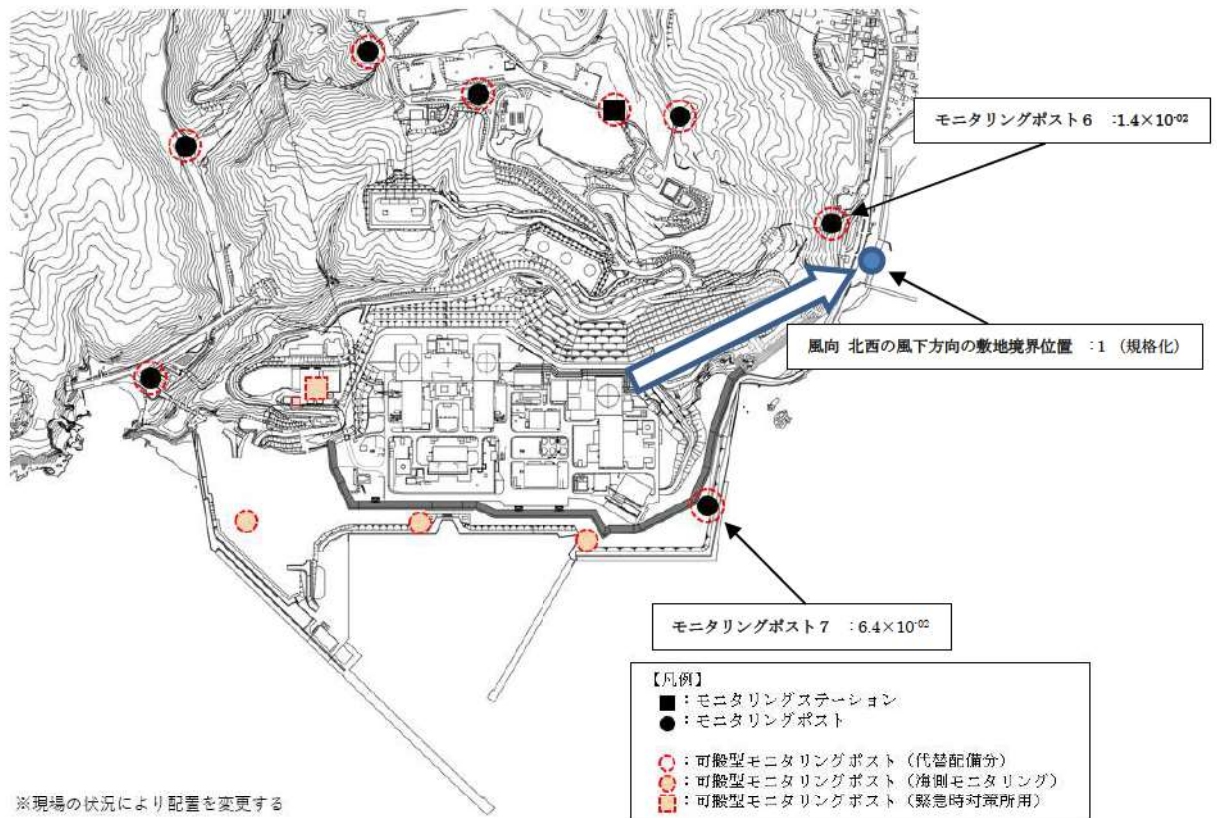 モニタリングポスト6 :1.4×10⁻⁰²
風向 北西の風下方向の敷地境界位置 :1 (規格化)
モニタリングポスト7 :6.4×10⁻⁰²
【凡例】
■:モニタリングステーション
●:モニタリングポスト
:可搬型モニタリングポスト(代替配備分)
:可搬型モニタリングポスト(海側モニタリング)
:可搬型モニタリングポスト(緊急時対策所用)
※現場の状況により配置を変更する